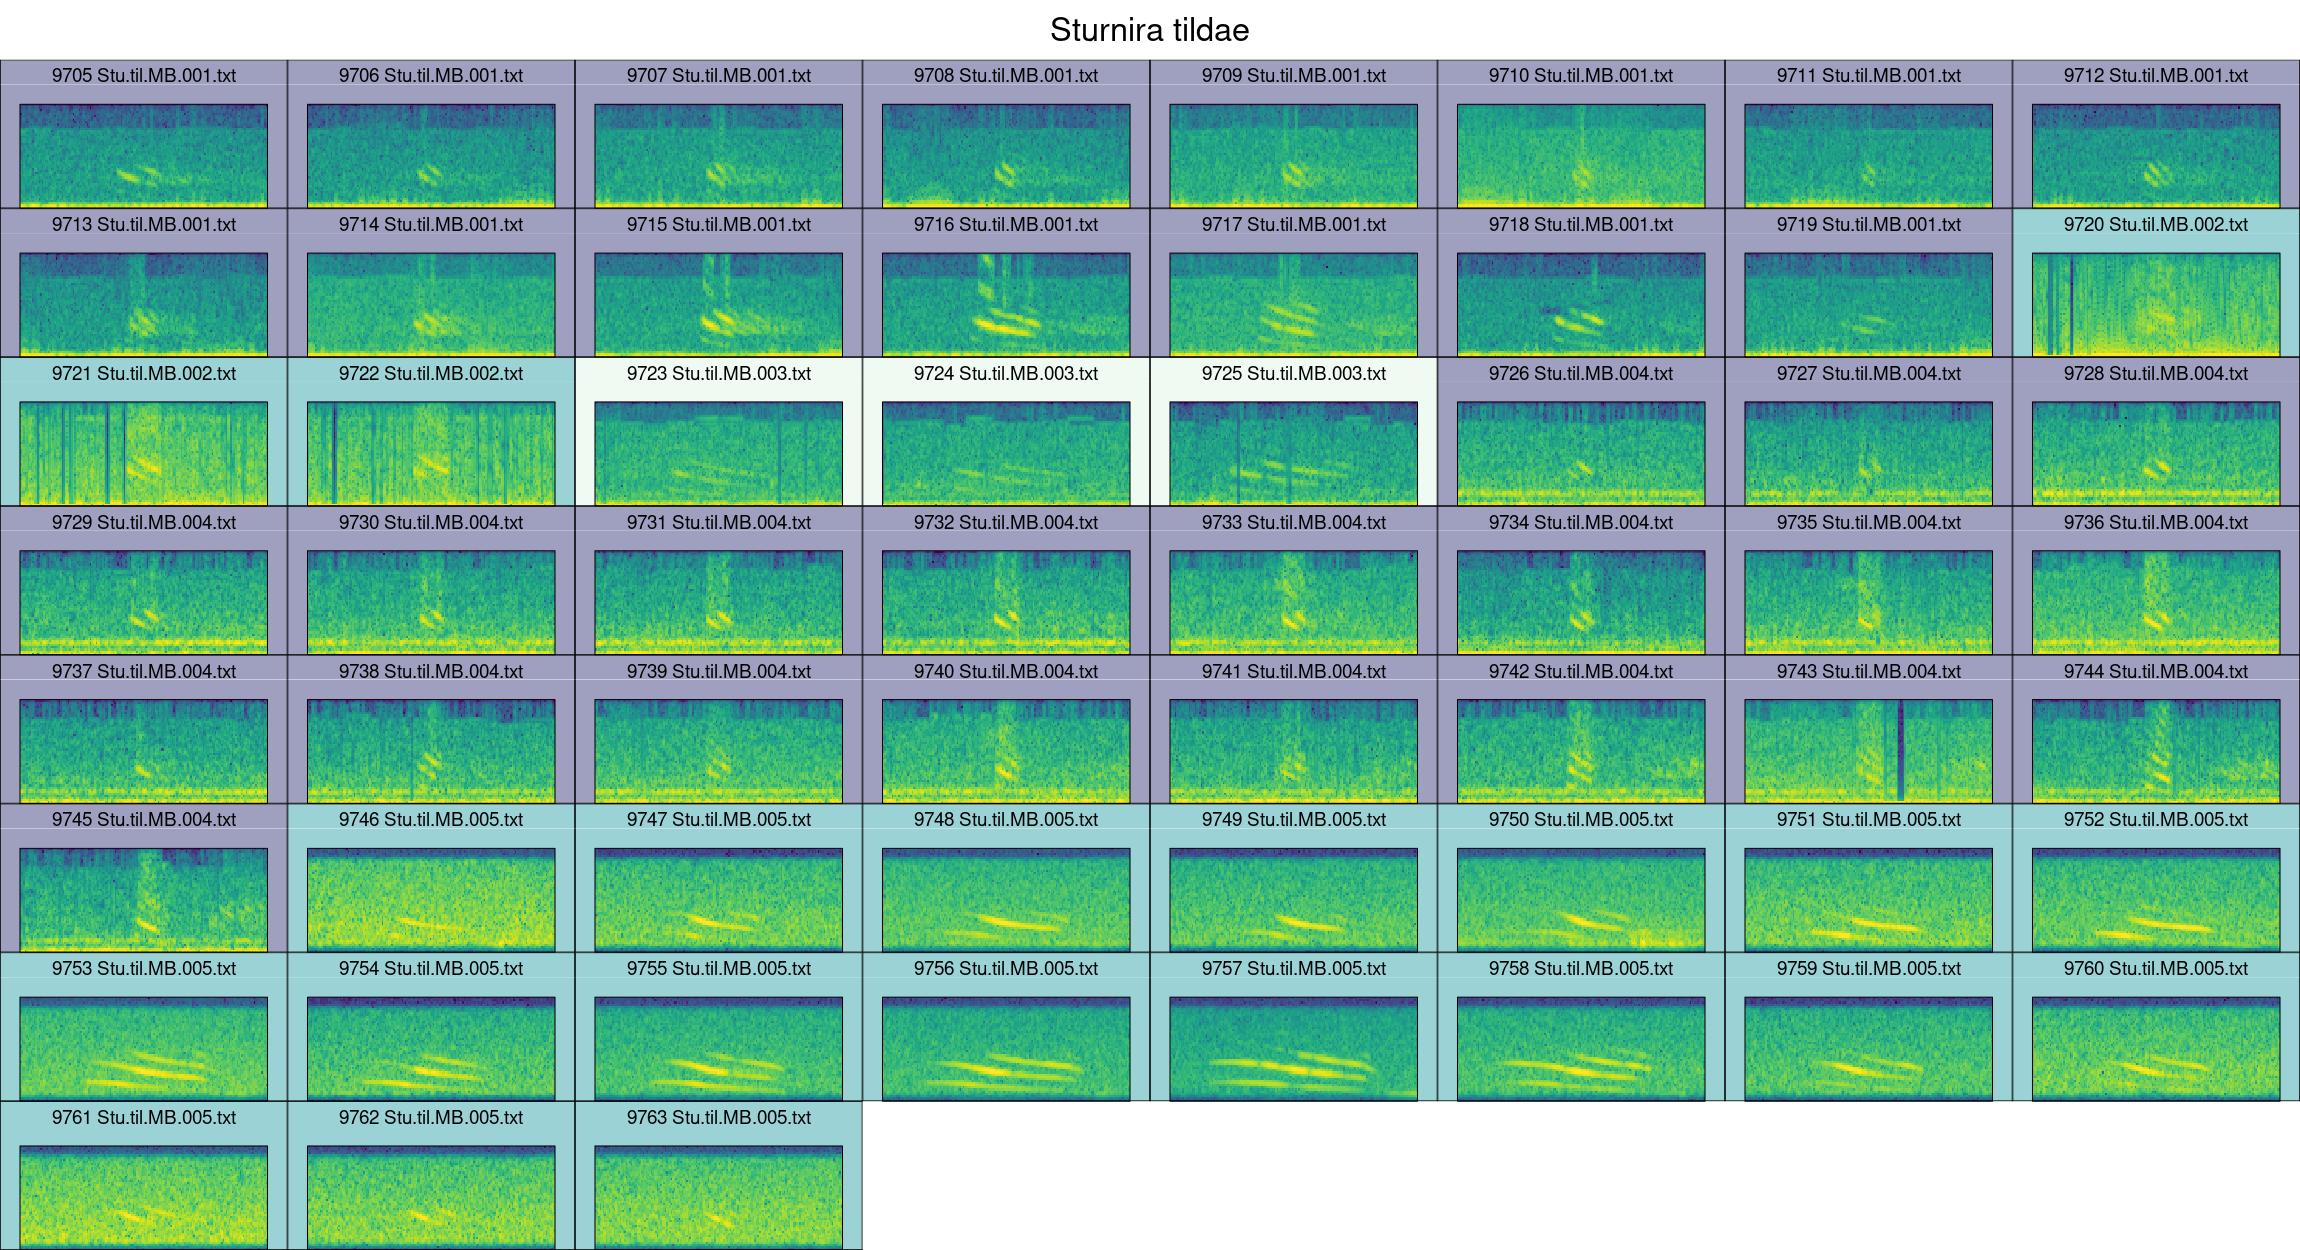 Sturnira tildae
9705 Stu.til.MB.001.txt 9706 Stu.til.MB.001.txt 9707 Stu.til.MB.001.txt 9708 Stu.til.MB.001.txt 9709 Stu.til.MB.001.txt 9710 Stu.til.MB.001.txt 9711 Stu.til.MB.001.txt 9712 Stu.til.MB.001.txt
9713 Stu.til.MB.001.txt 9714 Stu.til.MB.001.txt 9715 Stu.til.MB.001.txt 9716 Stu.til.MB.001.txt 9717 Stu.til.MB.001.txt 9718 Stu.til.MB.001.txt 9719 Stu.til.MB.001.txt 9720 Stu.til.MB.002.txt
9721 Stu.til.MB.002.txt 9722 Stu.til.MB.002.txt 9723 Stu.til.MB.003.txt 9724 Stu.til.MB.003.txt 9725 Stu.til.MB.003.txt 9726 Stu.til.MB.004.txt 9727 Stu.til.MB.004.txt 9728 Stu.til.MB.004.txt
9729 Stu.til.MB.004.txt 9730 Stu.til.MB.004.txt 9731 Stu.til.MB.004.txt 9732 Stu.til.MB.004.txt 9733 Stu.til.MB.004.txt 9734 Stu.til.MB.004.txt 9735 Stu.til.MB.004.txt 9736 Stu.til.MB.004.txt
9737 Stu.til.MB.004.txt 9738 Stu.til.MB.004.txt 9739 Stu.til.MB.004.txt 9740 Stu.til.MB.004.txt 9741 Stu.til.MB.004.txt 9742 Stu.til.MB.004.txt 9743 Stu.til.MB.004.txt 9744 Stu.til.MB.004.txt
9745 Stu.til.MB.004.txt 9746 Stu.til.MB.005.txt 9747 Stu.til.MB.005.txt 9748 Stu.til.MB.005.txt 9749 Stu.til.MB.005.txt 9750 Stu.til.MB.005.txt 9751 Stu.til.MB.005.txt 9752 Stu.til.MB.005.txt
9753 Stu.til.MB.005.txt 9754 Stu.til.MB.005.txt 9755 Stu.til.MB.005.txt 9756 Stu.til.MB.005.txt 9757 Stu.til.MB.005.txt 9758 Stu.til.MB.005.txt 9759 Stu.til.MB.005.txt 9760 Stu.til.MB.005.txt
9761 Stu.til.MB.005.txt 9762 Stu.til.MB.005.txt 9763 Stu.til.MB.005.txt